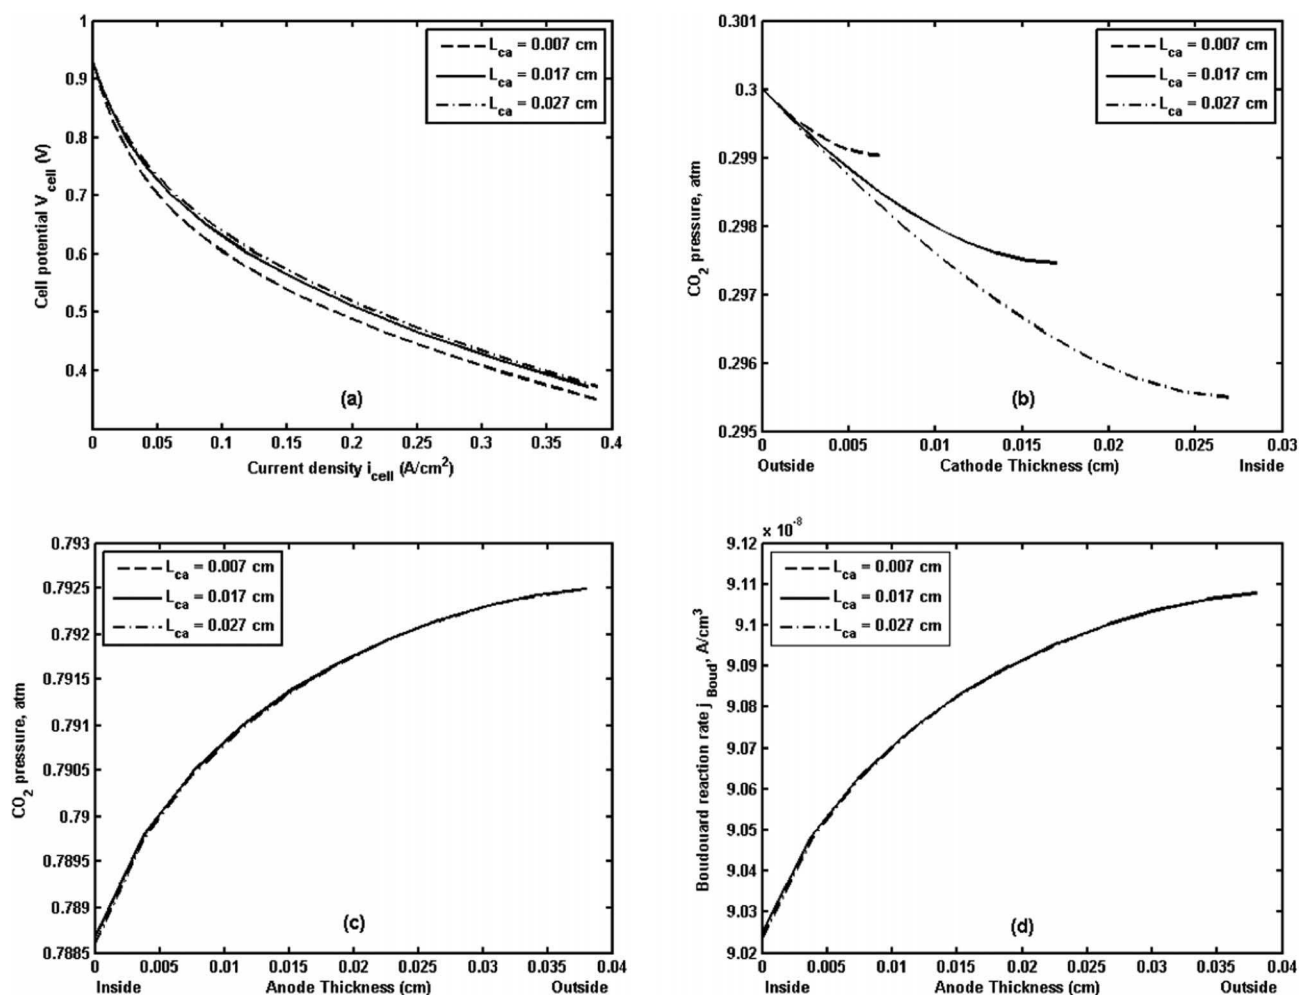 1
0.9
0.8
0.7
0.6
0.5
0.4
Cell potential V_cell (V)
L_ca = 0.007 cm
L_ca = 0.017 cm
L_ca = 0.027 cm
(a)
0 0.05 0.1 0.15 0.2 0.25 0.3 0.35 0.4
Current density i_cell (A/cm²)
0.301
0.3
0.299
0.298
0.297
0.296
0.295
CO₂ pressure, atm
L_ca = 0.007 cm
L_ca = 0.017 cm
L_ca = 0.027 cm
(b)
0 0.005 0.01 0.015 0.02 0.025 0.03
Outside Cathode Thickness (cm) Inside
0.793
0.7925
0.792
0.7915
0.791
0.7905
0.79
0.7895
0.789
0.7885
CO₂ pressure, atm
L_ca = 0.007 cm
L_ca = 0.017 cm
L_ca = 0.027 cm
(c)
0 0.005 0.01 0.015 0.02 0.025 0.03 0.035 0.04
Inside Anode Thickness (cm) Outside
x 10⁻⁸
9.12
9.11
9.1
9.09
9.08
9.07
9.06
9.05
9.04
9.03
9.02
Boudouard reaction rate j_Boud, A/cm³
L_ca = 0.007 cm
L_ca = 0.017 cm
L_ca = 0.027 cm
(d)
0 0.005 0.01 0.015 0.02 0.025 0.03 0.035 0.04
Inside Anode Thickness (cm) Outside